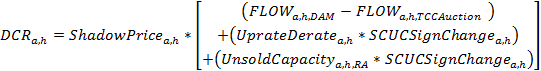 DCR_{a,h} = ShadowPrice_{a,h} * [ (FLOW_{a,h,DAM} − FLOW_{a,h,TCCAuction} )
+(UprateDerate_{a,h} * SCUCSignChange_{a,h})
+(UnsoldCapacity_{a,h,RA} * SCUCSignChange_{a,h}) ]